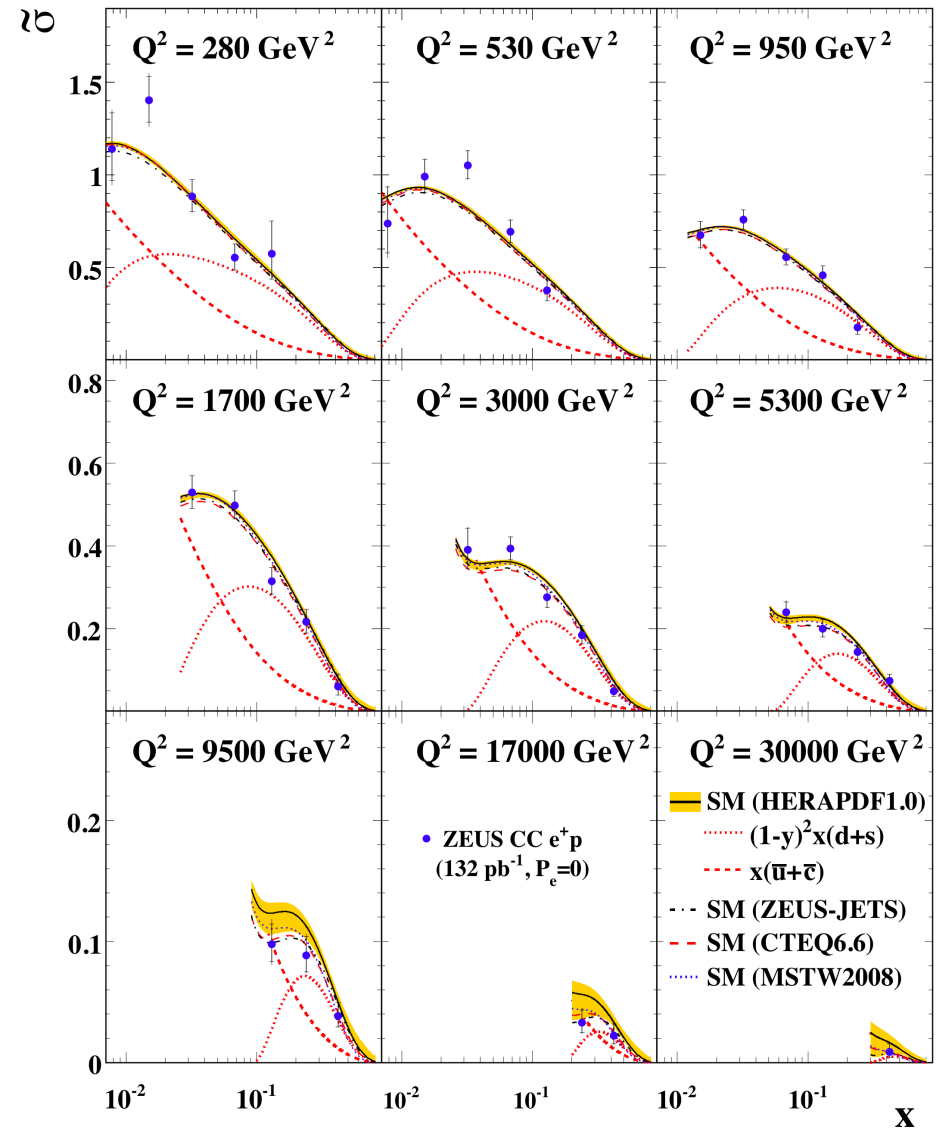 σ̃
Q² = 280 GeV²
Q² = 530 GeV²
Q² = 950 GeV²
1.5
1
0.5
Q² = 1700 GeV²
Q² = 3000 GeV²
Q² = 5300 GeV²
0.8
0.6
0.4
0.2
Q² = 9500 GeV²
Q² = 17000 GeV²
Q² = 30000 GeV²
0.2
0.1
0
ZEUS CC e⁺p
(132 pb⁻¹, Pₑ=0)
SM (HERAPDF1.0)
(1-y)²x(d+s)
x(u̅+c̅)
SM (ZEUS-JETS)
SM (CTEQ6.6)
SM (MSTW2008)
10⁻² 10⁻¹ 10⁻² 10⁻¹ 10⁻² 10⁻¹
x